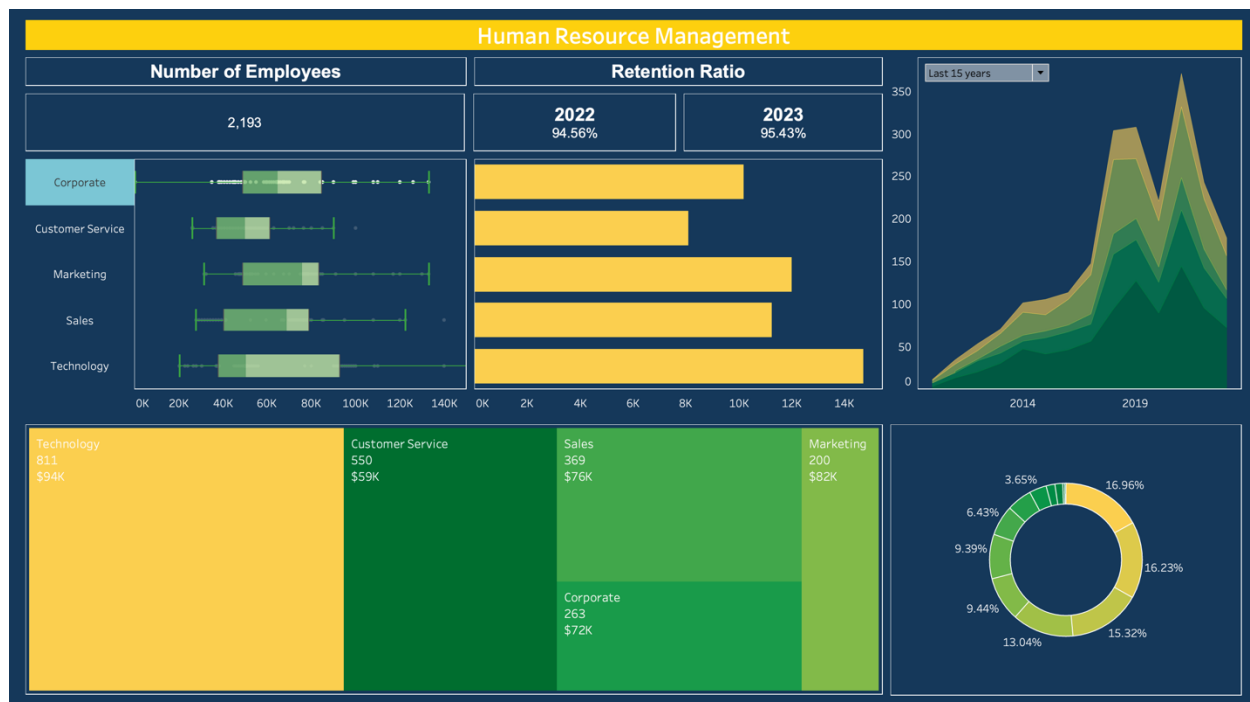 Human Resource Management
Number of Employees
Retention Ratio
2,193
2022
94.56%
2023
95.43%
Last 15 years
350
300
250
200
150
100
50
0
2014
2019
Corporate
Customer Service
Marketing
Sales
Technology
0K 20K 40K 60K 80K 100K 120K 140K
0K 2K 4K 6K 8K 10K 12K 14K
Technology
811
$94K
Customer Service
550
$59K
Sales
369
$76K
Marketing
200
$82K
Corporate
263
$72K
3.65%
16.96%
6.43%
9.39%
16.23%
9.44%
15.32%
13.04%